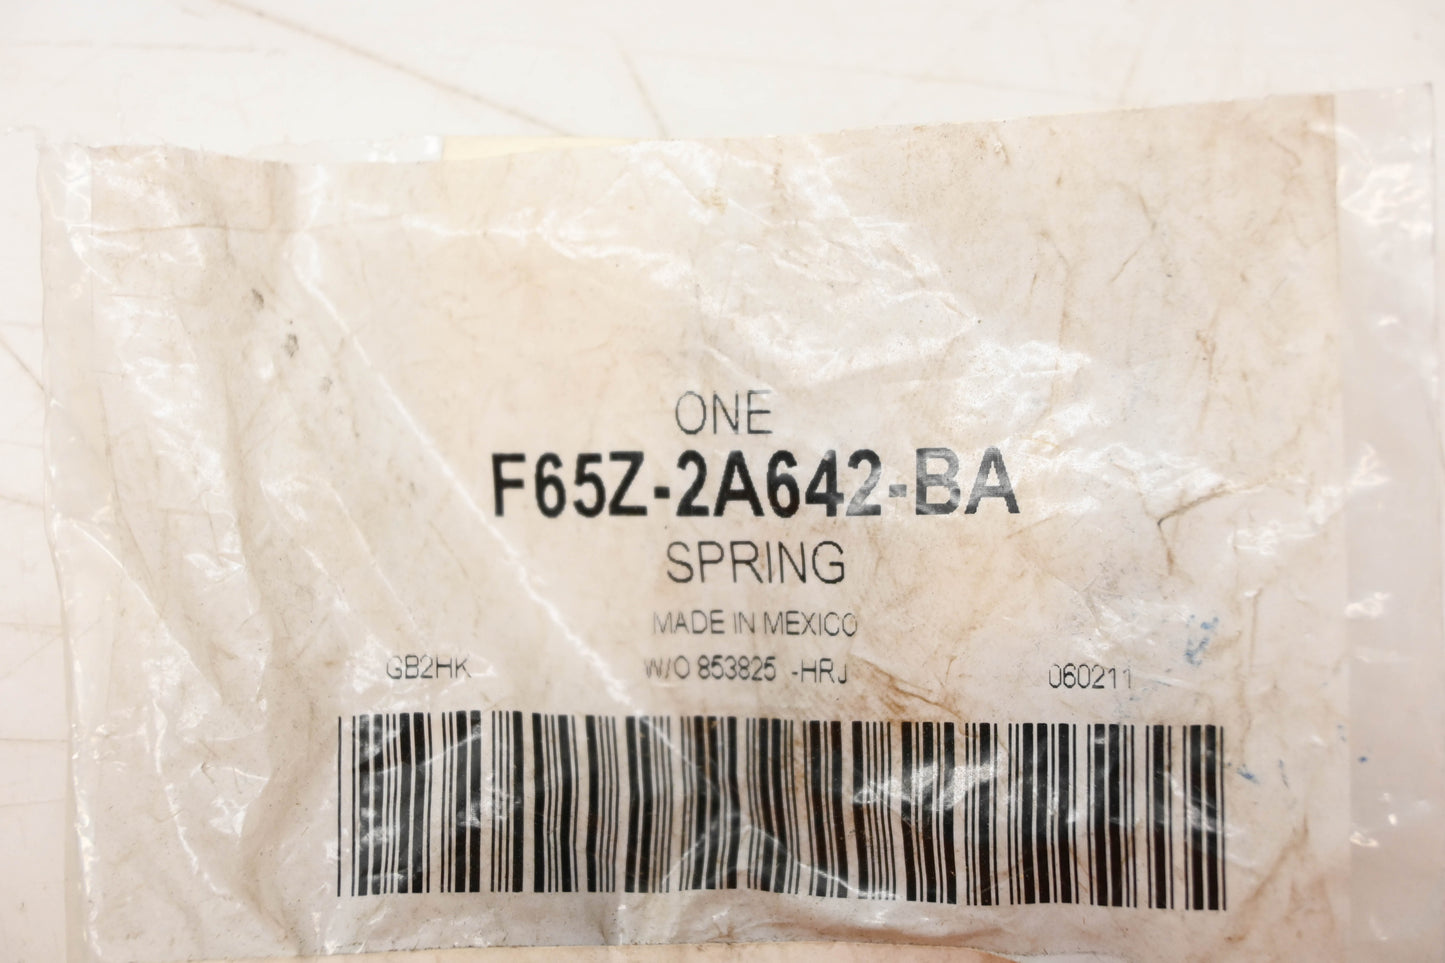 ONE
F65Z-2A642-BA
SPRING
MADE IN MEXICO
GB2HK W/O 853825 -HRJ 060211